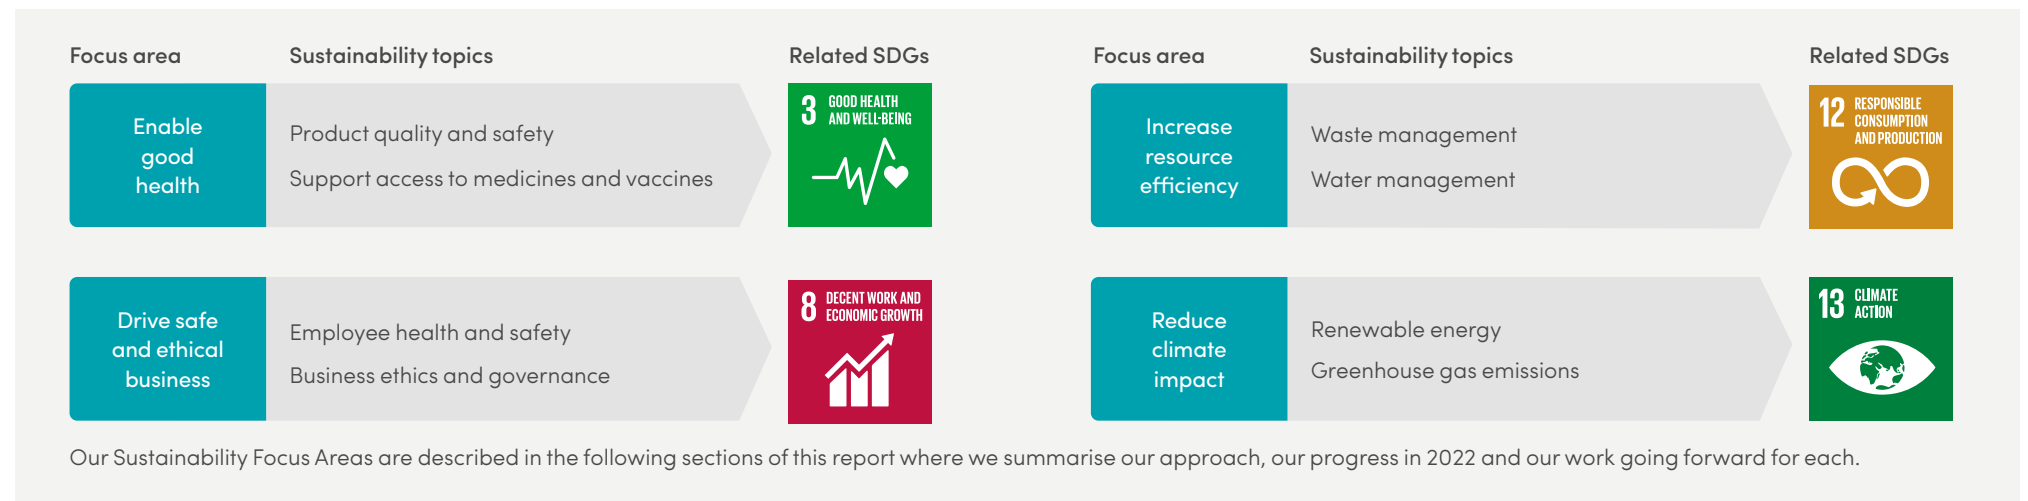 Focus area
Sustainability topics
Related SDGs
Enable
good
health
Product quality and safety
Support access to medicines and vaccines
3 GOOD HEALTH
AND WELL-BEING
Drive safe
and ethical
business
Employee health and safety
Business ethics and governance
8 DECENT WORK AND
ECONOMIC GROWTH
Focus area
Sustainability topics
Related SDGs
Increase
resource
efficiency
Waste management
Water management
12 RESPONSIBLE
CONSUMPTION
AND PRODUCTION
Reduce
climate
impact
Renewable energy
Greenhouse gas emissions
13 CLIMATE
ACTION
Our Sustainability Focus Areas are described in the following sections of this report where we summarise our approach, our progress in 2022 and our work going forward for each.